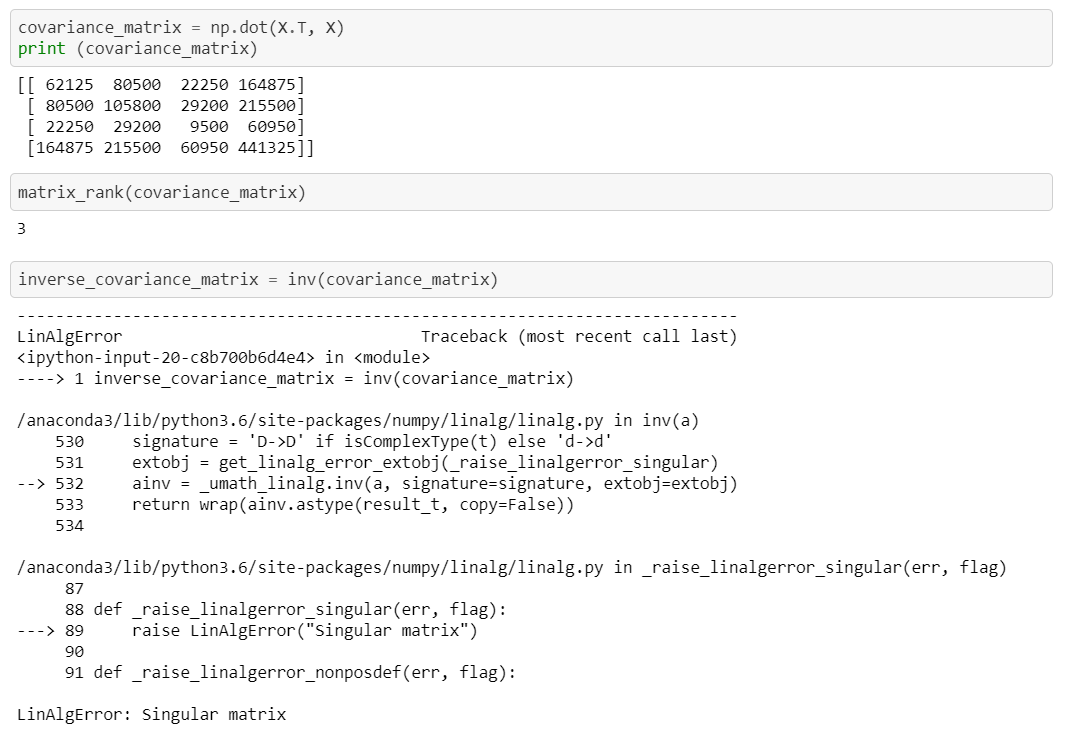 covariance_matrix = np.dot(X.T, X)
print (covariance_matrix)
[[ 62125  80500  22250 164875]
 [ 80500 105800  29200 215500]
 [ 22250  29200   9500  60950]
 [164875 215500  60950 441325]]
matrix_rank(covariance_matrix)
3
inverse_covariance_matrix = inv(covariance_matrix)
---------------------------------------------------------------------------
LinAlgError                               Traceback (most recent call last)
<ipython-input-20-c8b700b6d4e4> in <module>
----> 1 inverse_covariance_matrix = inv(covariance_matrix)
/anaconda3/lib/python3.6/site-packages/numpy/linalg/linalg.py in inv(a)
    530     signature = 'D->D' if isComplexType(t) else 'd->d'
    531     extobj = get_linalg_error_extobj(_raise_linalgerror_singular)
--> 532     ainv = _umath_linalg.inv(a, signature=signature, extobj=extobj)
    533     return wrap(ainv.astype(result_t, copy=False))
    534
/anaconda3/lib/python3.6/site-packages/numpy/linalg/linalg.py in _raise_linalgerror_singular(err, flag)
     87
     88 def _raise_linalgerror_singular(err, flag):
---> 89     raise LinAlgError("Singular matrix")
     90
     91 def _raise_linalgerror_nonposdef(err, flag):
LinAlgError: Singular matrix